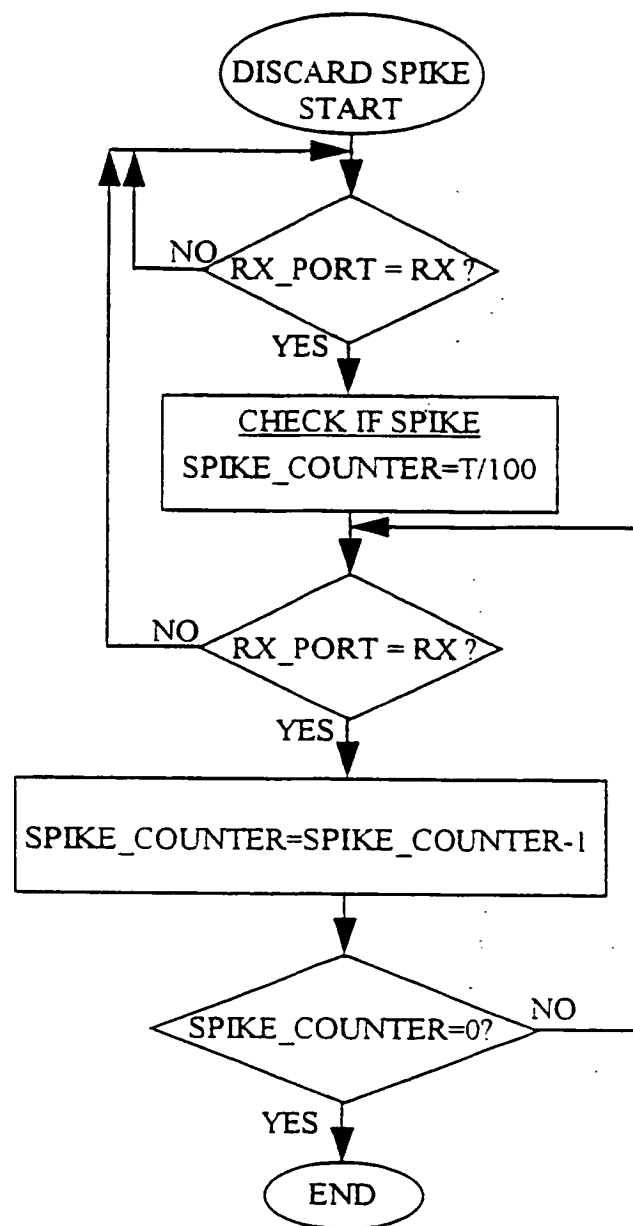 DISCARD SPIKE
START
NO
RX_PORT = RX ?
YES
CHECK IF SPIKE
SPIKE_COUNTER=T/100
NO
RX_PORT = RX ?
YES
SPIKE_COUNTER=SPIKE_COUNTER-1
SPIKE_COUNTER=0?
NO
YES
END